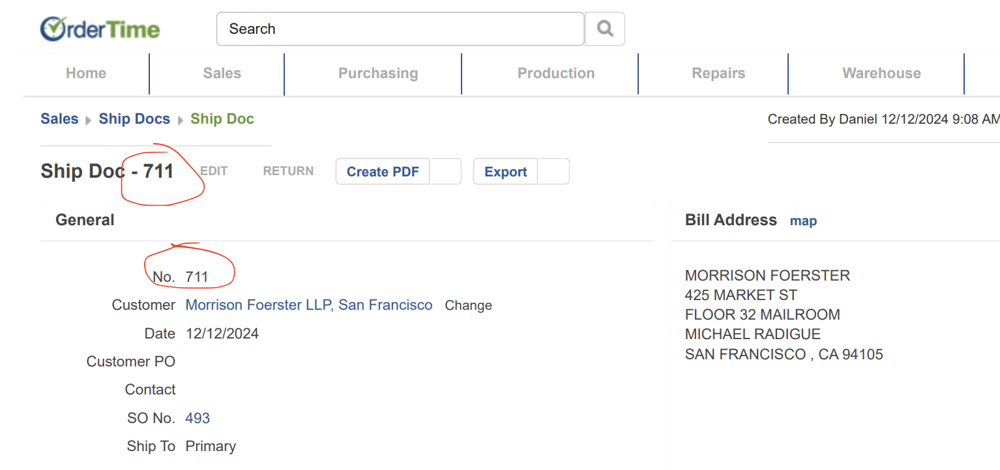 OrderTime
Search
Home Sales Purchasing Production Repairs Warehouse
Sales Ship Docs Ship Doc
Created By Daniel 12/12/2024 9:08 AM
Ship Doc - 711 EDIT RETURN Create PDF Export
General
No. 711
Customer Morrison Foerster LLP, San Francisco Change
Date 12/12/2024
Customer PO
Contact
SO No. 493
Ship To Primary
Bill Address map
MORRISON FOERSTER
425 MARKET ST
FLOOR 32 MAILROOM
MICHAEL RADIGUE
SAN FRANCISCO , CA 94105